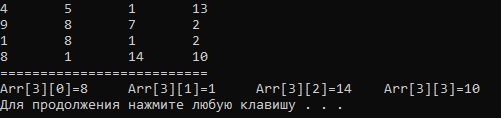 4 5 1 13
9 8 7 2
1 8 1 2
8 1 14 10
==========================
Arr[3][0]=8 Arr[3][1]=1 Arr[3][2]=14 Arr[3][3]=10
Для продолжения нажмите любую клавишу . . .